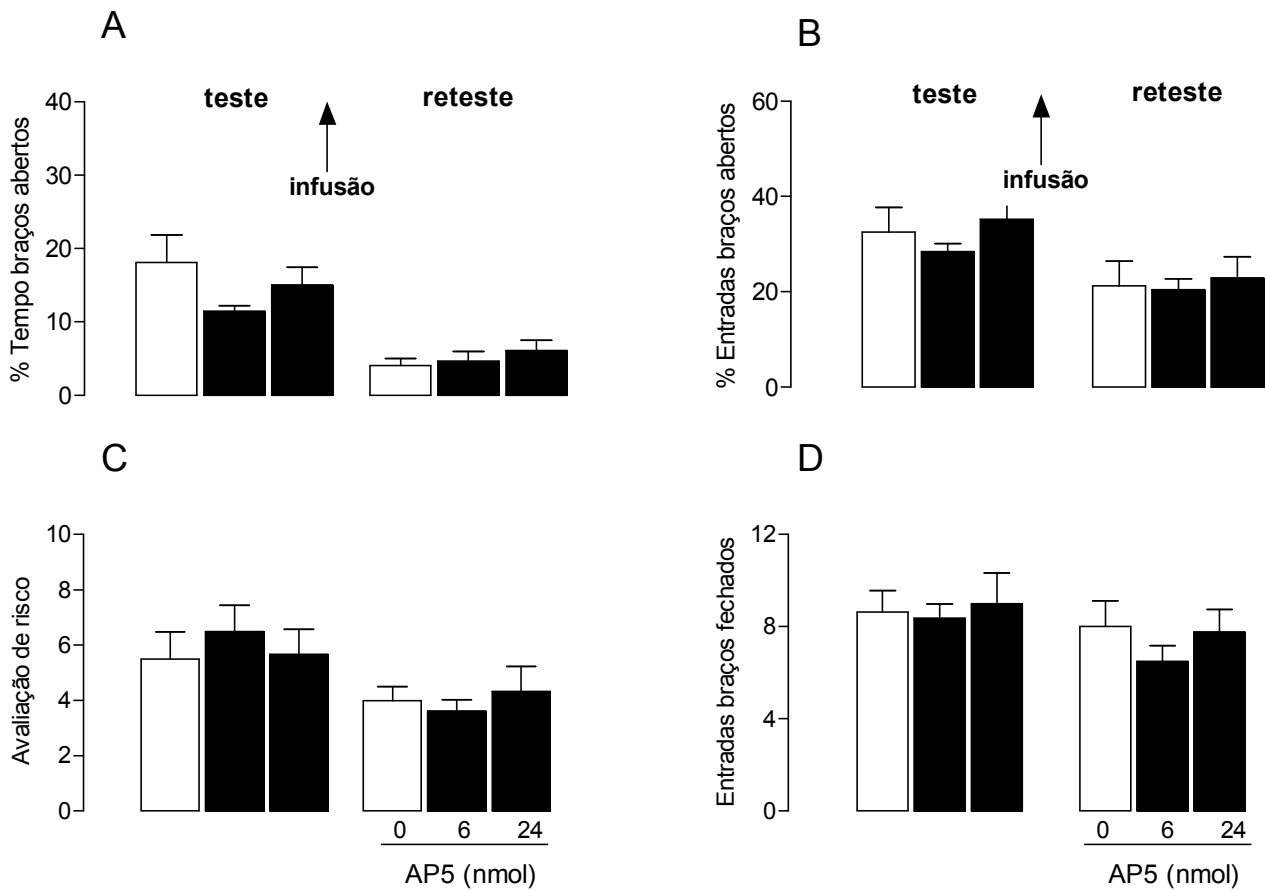 A
% Tempo braços abertos
40
30
20
10
0
teste
reteste
infusão
B
% Entradas braços abertos
60
40
20
0
teste
reteste
infusão
C
Avaliação de risco
10
8
6
4
2
0
0 6 24
AP5 (nmol)
D
Entradas braços fechados
12
8
4
0
0 6 24
AP5 (nmol)